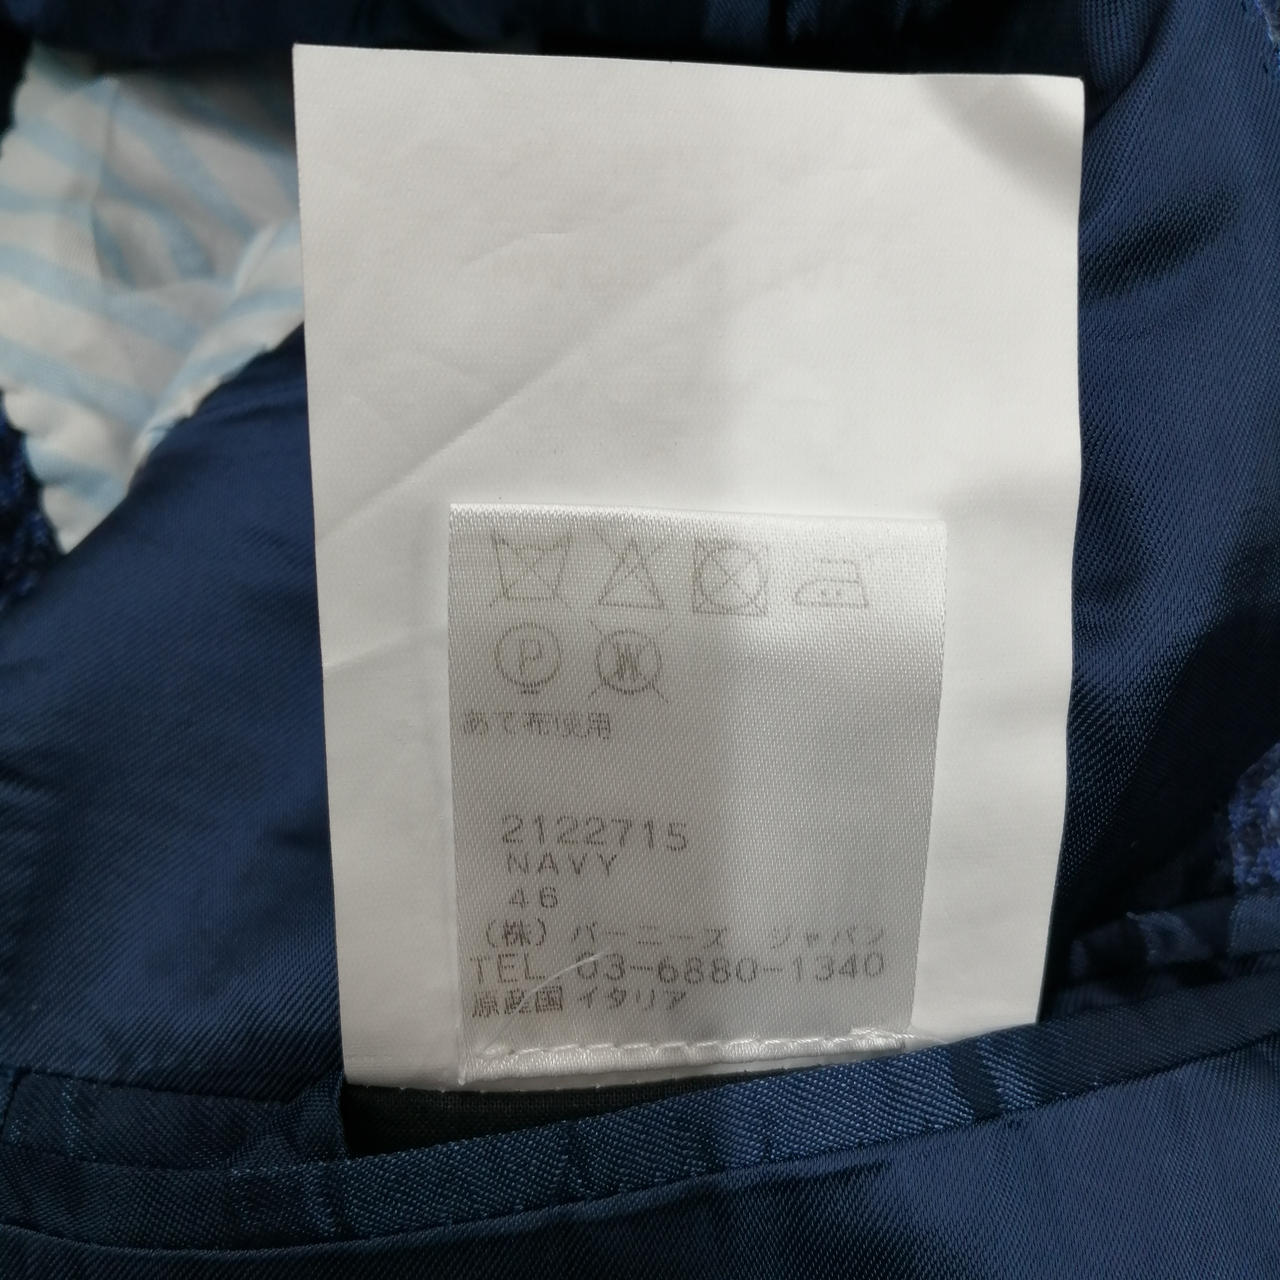 P
W
あて布使用
2122715
NAVY
46
(株) バーニーズ ジャパン
TEL 03-6880-1340
原産国 イタリア